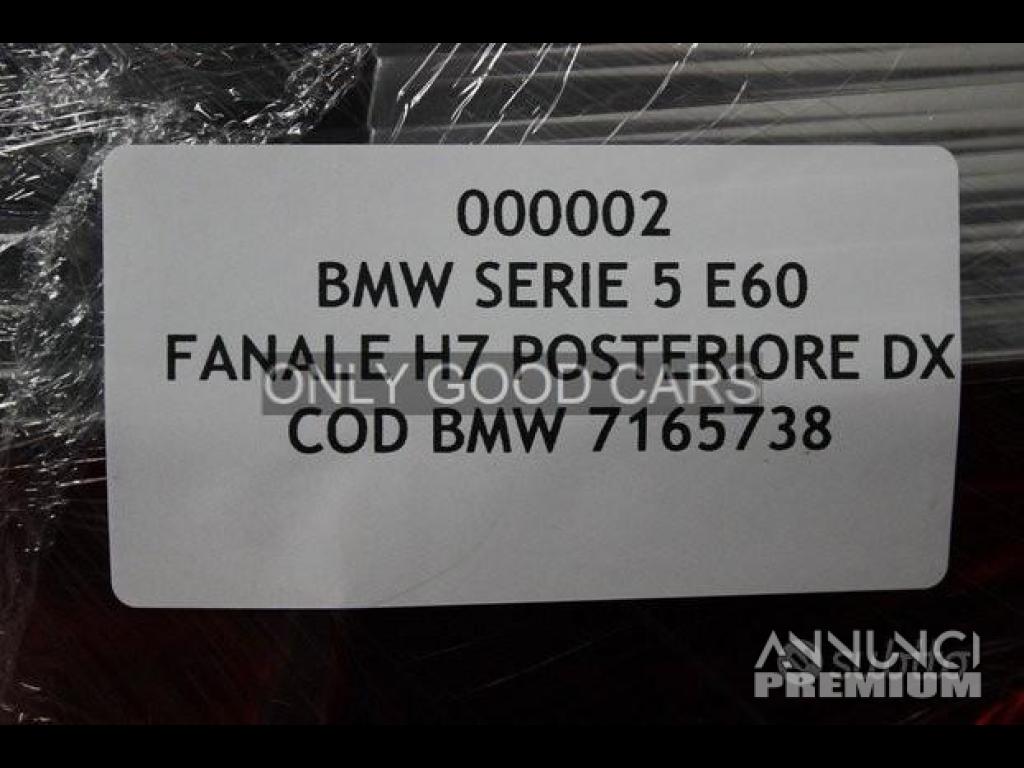 000002
BMW SERIE 5 E60
FANALE H7 POSTERIORE DX
ONLY GOOD CARS
COD BMW 7165738
ANNUNCI
PREMIUM